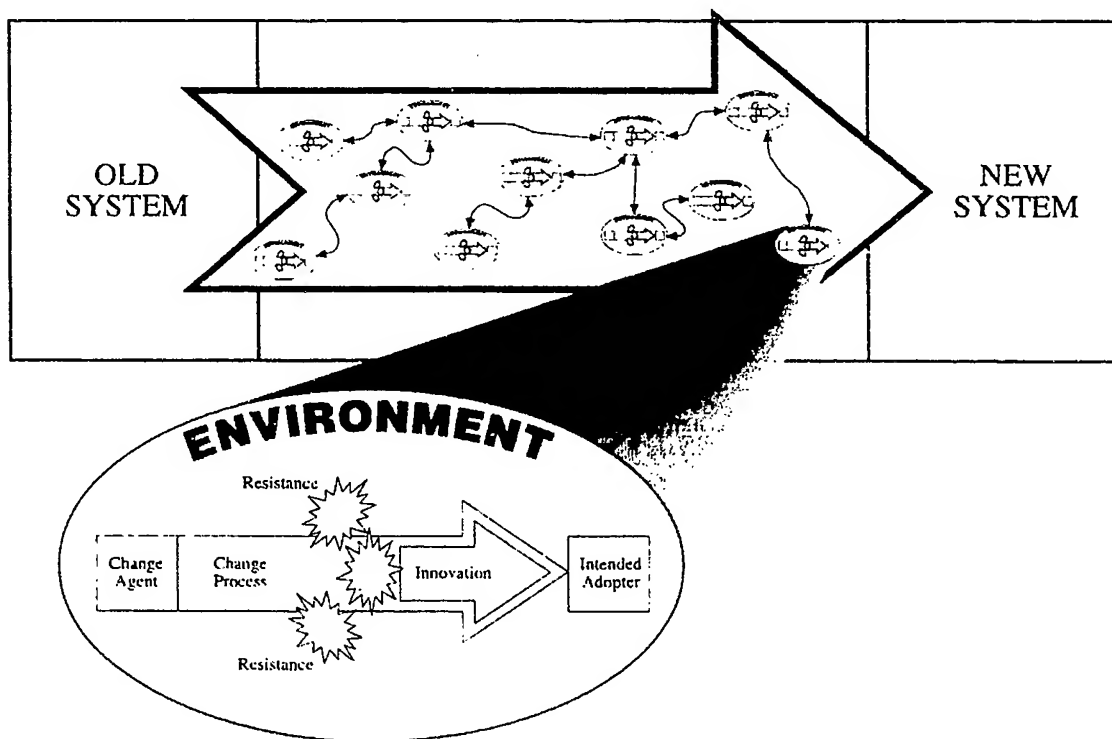 OLD
SYSTEM
NEW
SYSTEM
ENVIRONMENT
Resistance
Change
Agent
Change
Process
Innovation
Intended
Adopter
Resistance